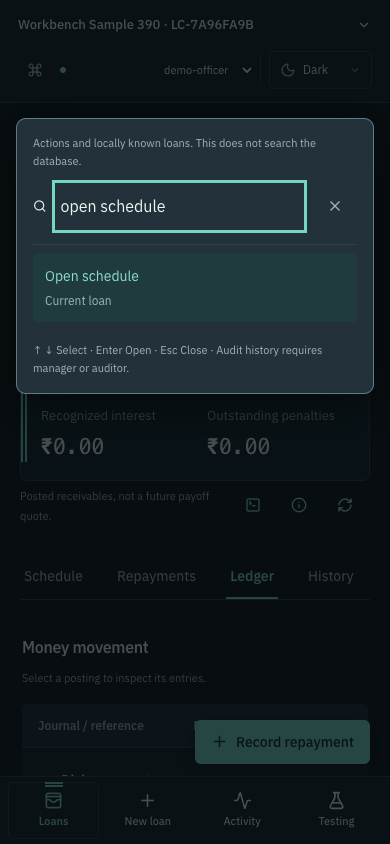 Workbench Sample 390 · LC-7A96FA9B
⌘
demo-officer
Dark
Actions and locally known loans. This does not search the
database.
open schedule
Open schedule
Current loan
↑ ↓ Select · Enter Open · Esc Close · Audit history requires
manager or auditor.
Recognized interest
Outstanding penalties
₹0.00
₹0.00
Posted receivables, not a future payoff
quote.
Schedule
Repayments
Ledger
History
Money movement
Select a posting to inspect its entries.
Journal / reference
Record repayment
Loans
New loan
Activity
Testing